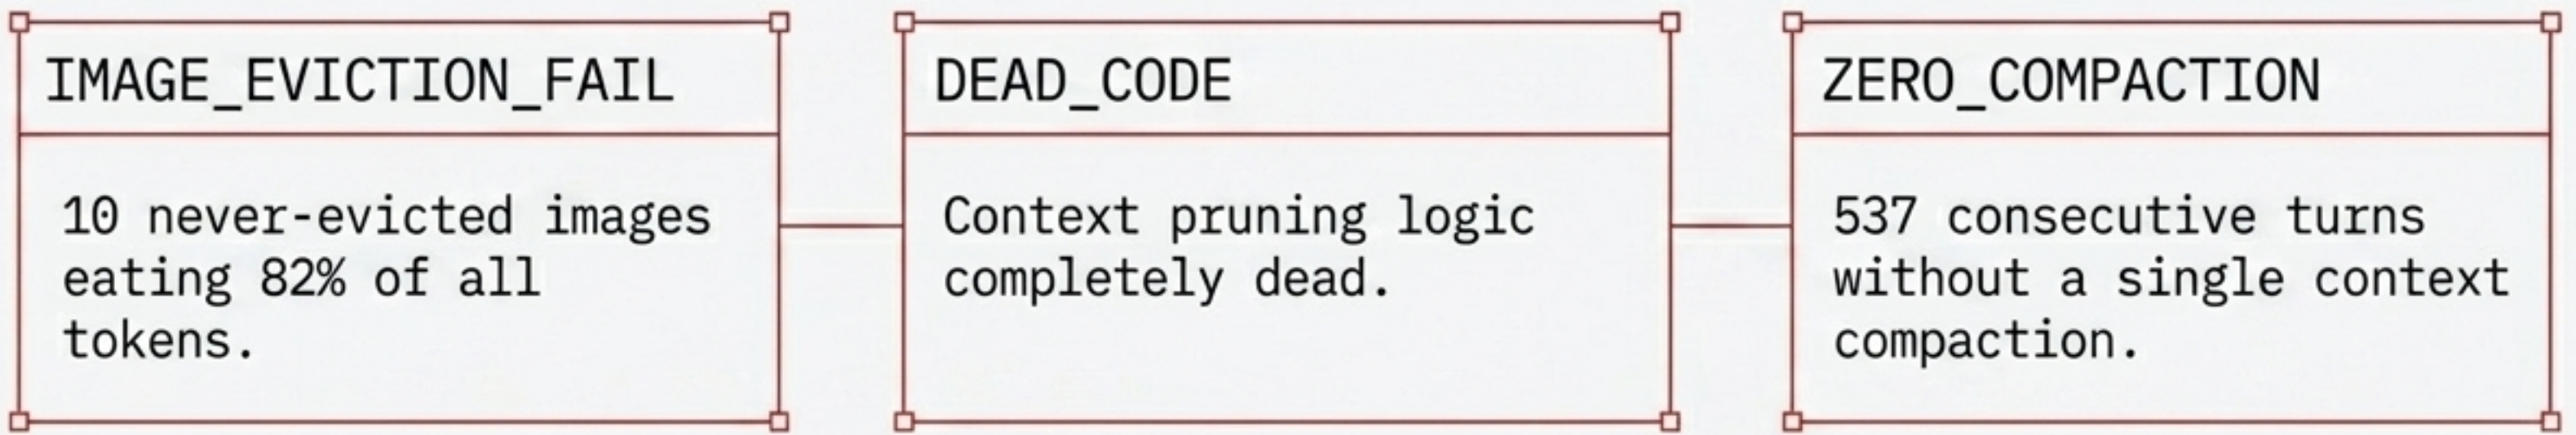 IMAGE_EVICTION_FAIL
10 never-evicted images
eating 82% of all
tokens.
DEAD_CODE
Context pruning logic
completely dead.
ZERO_COMPACTION
537 consecutive turns
without a single context
compaction.